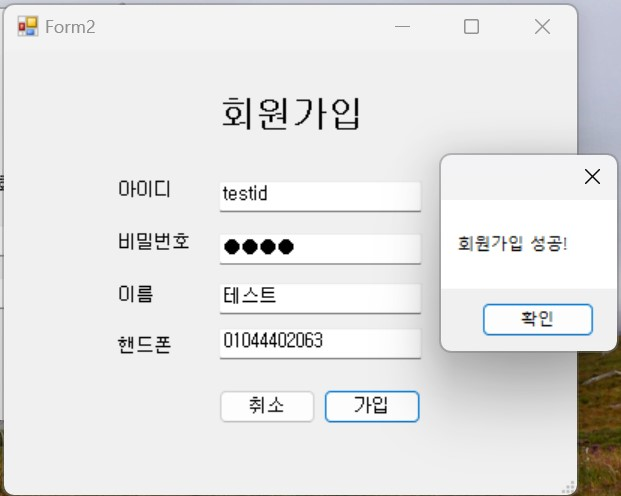 Form2
회원가입
아이디 testid
비밀번호 ●●●●
이름 테스트
핸드폰 01044402063
취소 가입
회원가입 성공!
확인